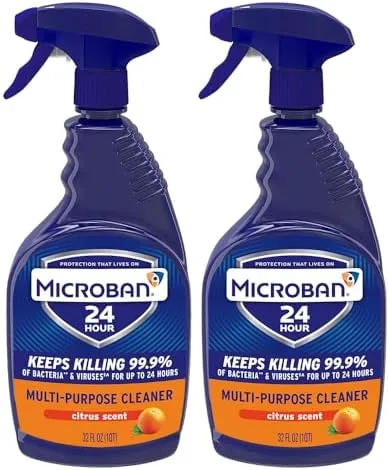 PROTECTION THAT LIVES ON
MICROBAN
24
HOUR
KEEPS KILLING 99.9%
OF BACTERIA** & VIRUSES†* FOR UP TO 24 HOURS
MULTI-PURPOSE CLEANER
citrus scent
32 FL OZ (1QT)
PROTECTION THAT LIVES ON
MICROBAN
24
HOUR
KEEPS KILLING 99.9%
OF BACTERIA** & VIRUSES†* FOR UP TO 24 HOURS
MULTI-PURPOSE CLEANER
citrus scent
32 FL OZ (1QT)